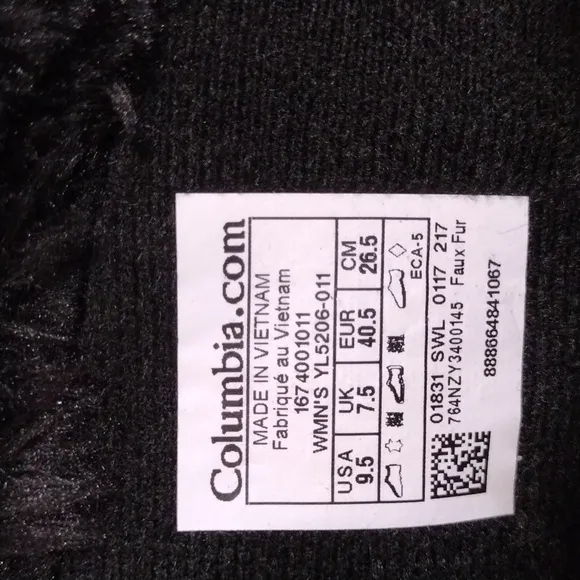 Columbia.com
MADE IN VIETNAM
Fabriqué au Vietnam
1674001011
WMN'S YL5206-011
USA UK EUR CM
9.5 7.5 40.5 26.5
ECA-5
01831 SWL 0117 217
764NZY3400145 Faux Fur
888664841067